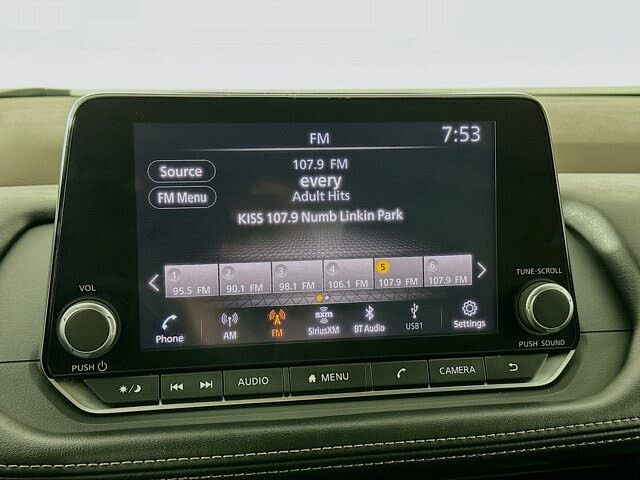 FM
7:53
Source
107.9 FM
every
FM Menu
Adult Hits
KISS 107.9 Numb Linkin Park
1 2 3 4 5 6
95.5 FM 90.1 FM 98.1 FM 106.1 FM 107.9 FM 107.9 FM
Phone
AM
FM
sxm
SiriusXM
BT Audio
USB1
Settings
VOL
PUSH
TUNE-SCROLL
PUSH SOUND
AUDIO
MENU
CAMERA